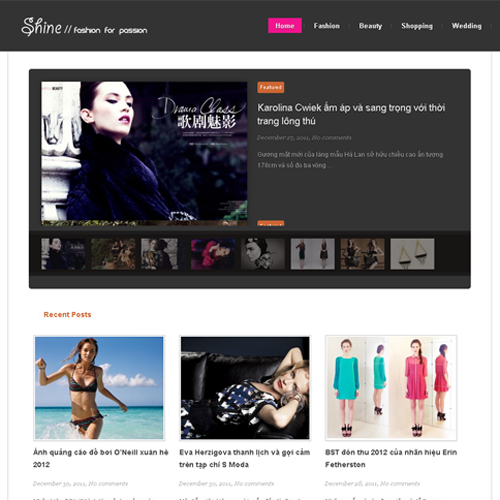 Shine // fashion for passion
Home Fashion Beauty Shopping Wedding
Drama Class
歌剧魅影
Featured
Karolina Cwiek ấm áp và sang trọng với thời
trang lông thú
December 27, 2011, No comments
Gương mặt mới của làng mẫu Hà Lan sở hữu chiều cao ấn tượng
178cm và số đo ba vòng ...
Featured
Recent Posts
Ảnh quảng cáo đồ bơi O'Neill xuân hè
2012
December 30, 2011, No comments
Eva Herzigova thanh lịch và gợi cảm
trên tạp chí S Moda
December 30, 2011, No comments
BST đón thu 2012 của nhãn hiệu Erin
Fetherston
December 28, 2011, No comments